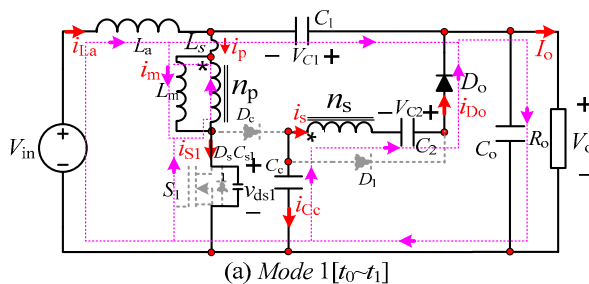 i_La L_a L_s i_p C_1 I_o
- V_C1 +
i_m L_m * n_p n_s - V_C2 + D_o
D_c i_s * C_2 i_Do
V_in i_S1 D_s C_s1 + C_c D_1 C_o R_o + V_o -
S_1 v_ds1 - i_Cc
(a) Mode 1[t_0~t_1]